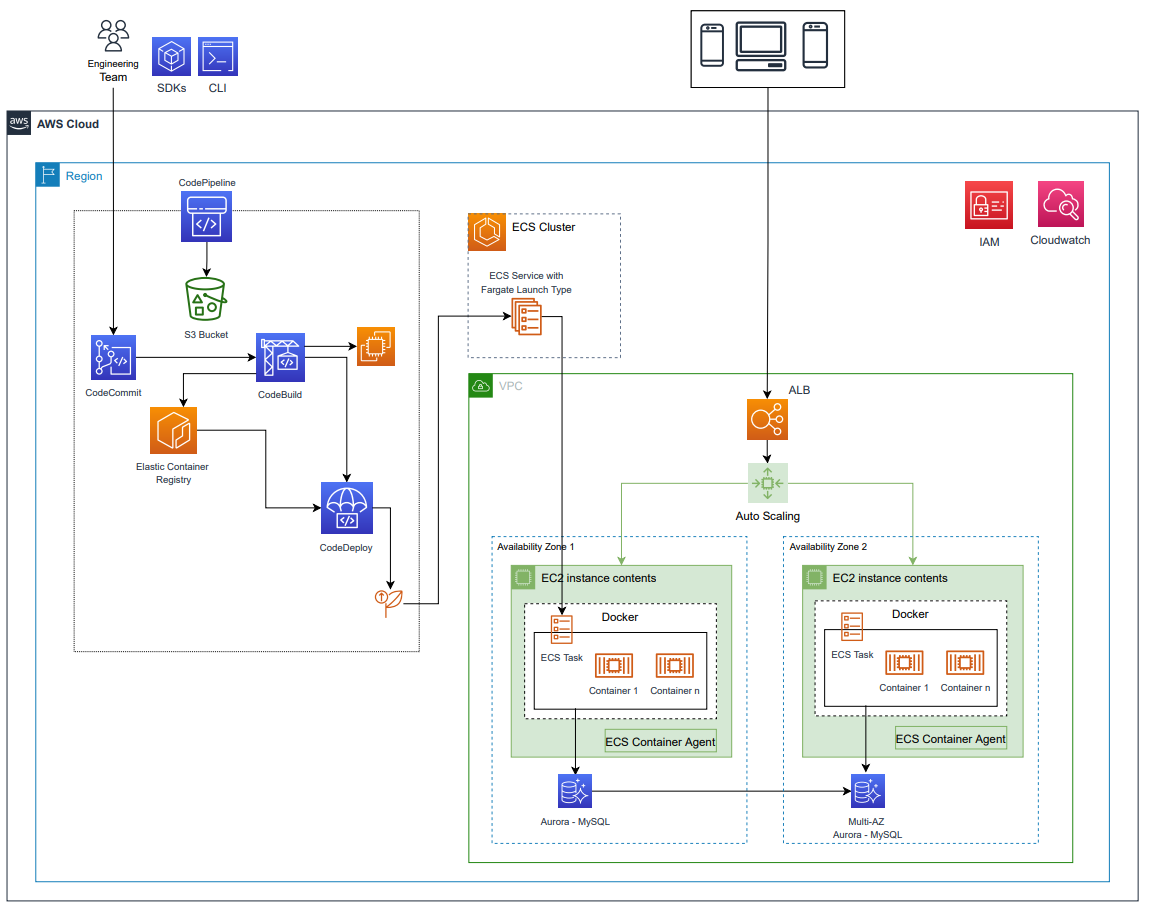 Engineering
Team
SDKs
CLI
aws
AWS Cloud
Region
CodePipeline
S3 Bucket
CodeCommit
CodeBuild
Elastic Container
Registry
CodeDeploy
ECS Cluster
ECS Service with
Fargate Launch Type
IAM
Cloudwatch
VPC
ALB
Auto Scaling
Availability Zone 1
EC2 instance contents
Docker
ECS Task
Container 1
Container n
ECS Container Agent
Aurora - MySQL
Availability Zone 2
EC2 instance contents
Docker
ECS Task
Container 1
Container n
ECS Container Agent
Multi-AZ
Aurora - MySQL